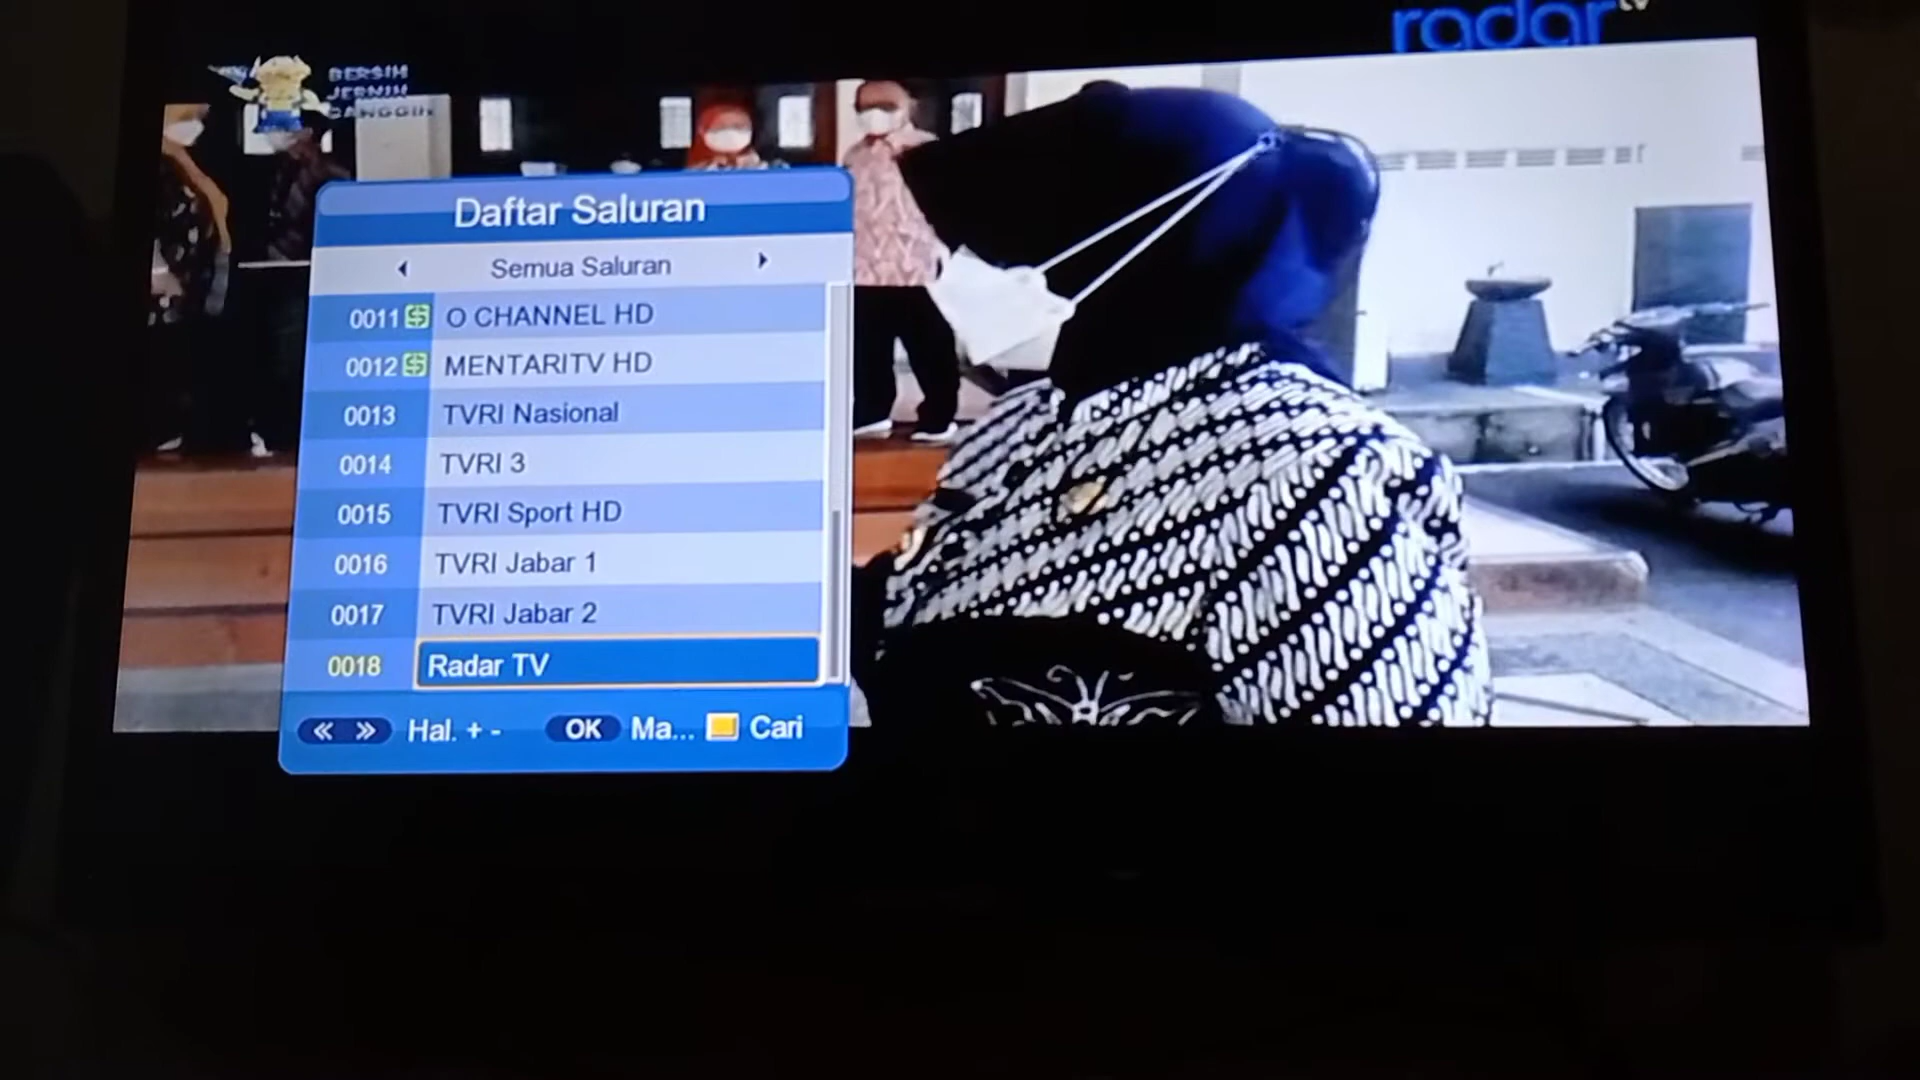 radar tv
BERSIH
JERNIH
CANGGIH
Daftar Saluran
Semua Saluran
0011 $ O CHANNEL HD
0012 $ MENTARITV HD
0013 TVRI Nasional
0014 TVRI 3
0015 TVRI Sport HD
0016 TVRI Jabar 1
0017 TVRI Jabar 2
0018 Radar TV
Hal. + - OK Ma... Cari